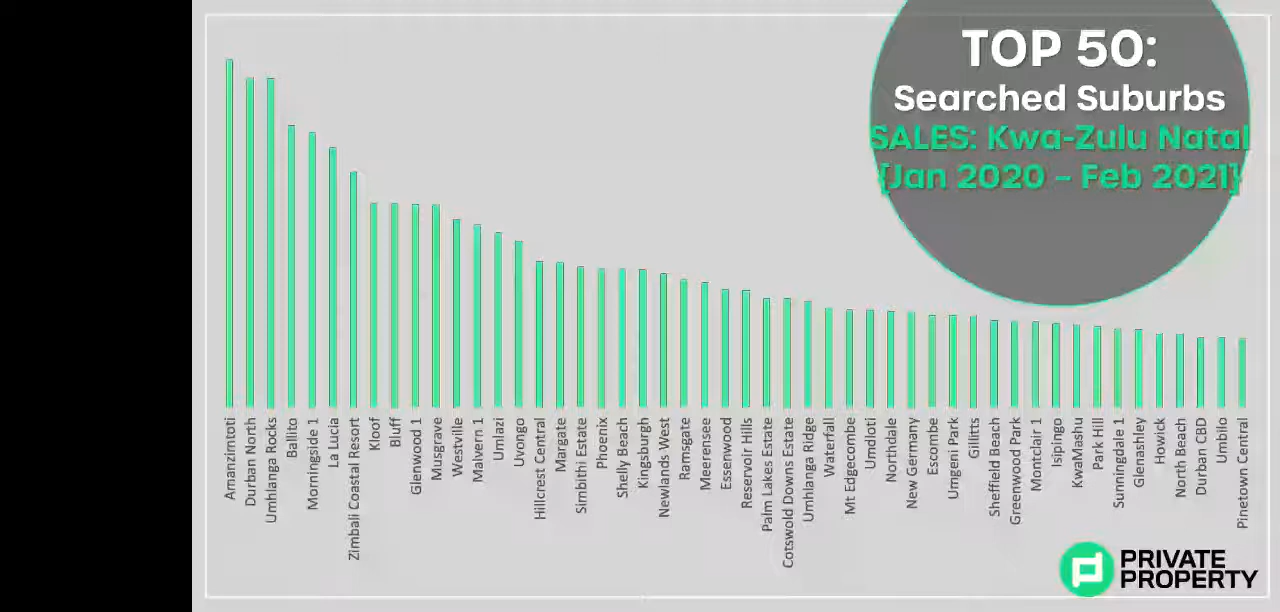 TOP 50:
Searched Suburbs
SALES: Kwa-Zulu Natal
{Jan 2020 – Feb 2021}
Amanzimtoti
Durban North
Umhlanga Rocks
Ballito
Morningside 1
La Lucia
Zimbali Coastal Resort
Kloof
Bluff
Glenwood 1
Musgrave
Westville
Malvern 1
Umlazi
Uvongo
Hillcrest Central
Margate
Simbithi Estate
Phoenix
Shelly Beach
Kingsburgh
Newlands West
Ramsgate
Meerensee
Essenwood
Reservoir Hills
Palm Lakes Estate
Cotswold Downs Estate
Umhlanga Ridge
Waterfall
Mt Edgecombe
Umdloti
Northdale
New Germany
Escombe
Umgeni Park
Gillitts
Sheffield Beach
Greenwood Park
Montclair 1
Isipingo
KwaMashu
Park Hill
Sunningdale 1
Glenashley
Howick
North Beach
Durban CBD
Umbilo
Pinetown Central
PRIVATE
PROPERTY